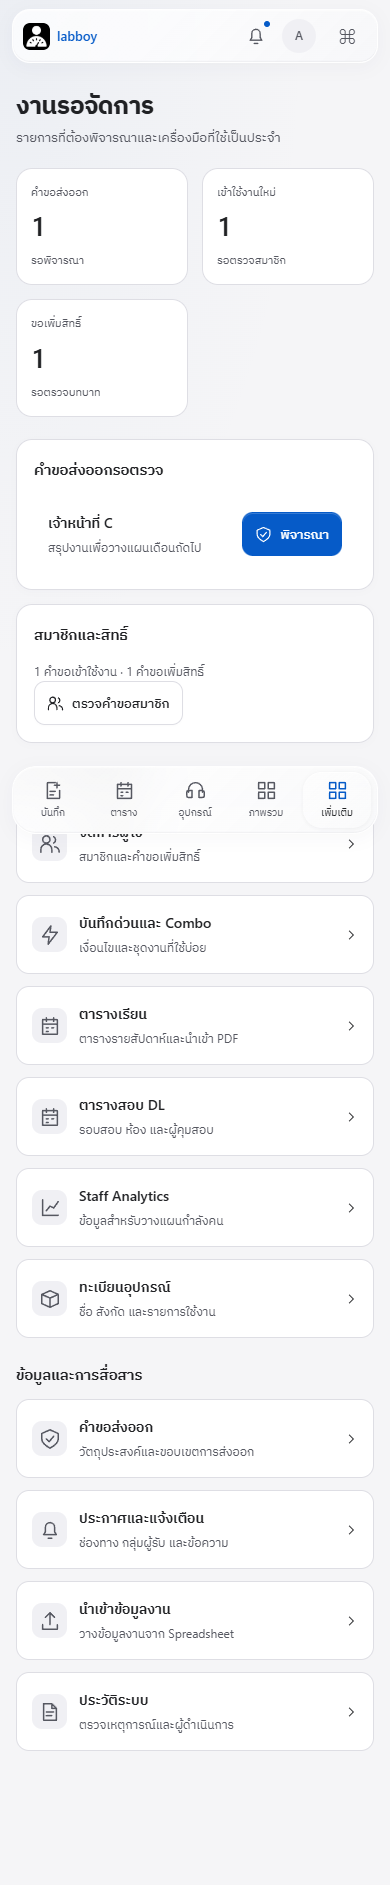 labboy
A
งานรอจัดการ
รายการที่ต้องพิจารณาและเครื่องมือที่ใช้เป็นประจำ
คำขอส่งออก
1
รอพิจารณา
เข้าใช้งานใหม่
1
รอตรวจสมาชิก
ขอเพิ่มสิทธิ์
1
รอตรวจบทบาท
คำขอส่งออกรอตรวจ
เจ้าหน้าที่ C
สรุปงานเพื่อวางแผนเดือนถัดไป
พิจารณา
สมาชิกและสิทธิ์
1 คำขอเข้าใช้งาน · 1 คำขอเพิ่มสิทธิ์
ตรวจคำขอสมาชิก
บันทึก
ตาราง
อุปกรณ์
ภาพรวม
เพิ่มเติม
สมาชิกและคำขอเพิ่มสิทธิ์
บันทึกด่วนและ Combo
เงื่อนไขและชุดงานที่ใช้บ่อย
ตารางเรียน
ตารางรายสัปดาห์และนำเข้า PDF
ตารางสอบ DL
รอบสอบ ห้อง และผู้คุมสอบ
Staff Analytics
ข้อมูลสำหรับวางแผนกำลังคน
ทะเบียนอุปกรณ์
ชื่อ สังกัด และรายการใช้งาน
ข้อมูลและการสื่อสาร
คำขอส่งออก
วัตถุประสงค์และขอบเขตการส่งออก
ประกาศและแจ้งเตือน
ช่องทาง กลุ่มผู้รับ และข้อความ
นำเข้าข้อมูลงาน
วางข้อมูลงานจาก Spreadsheet
ประวัติระบบ
ตรวจเหตุการณ์และผู้ดำเนินการ